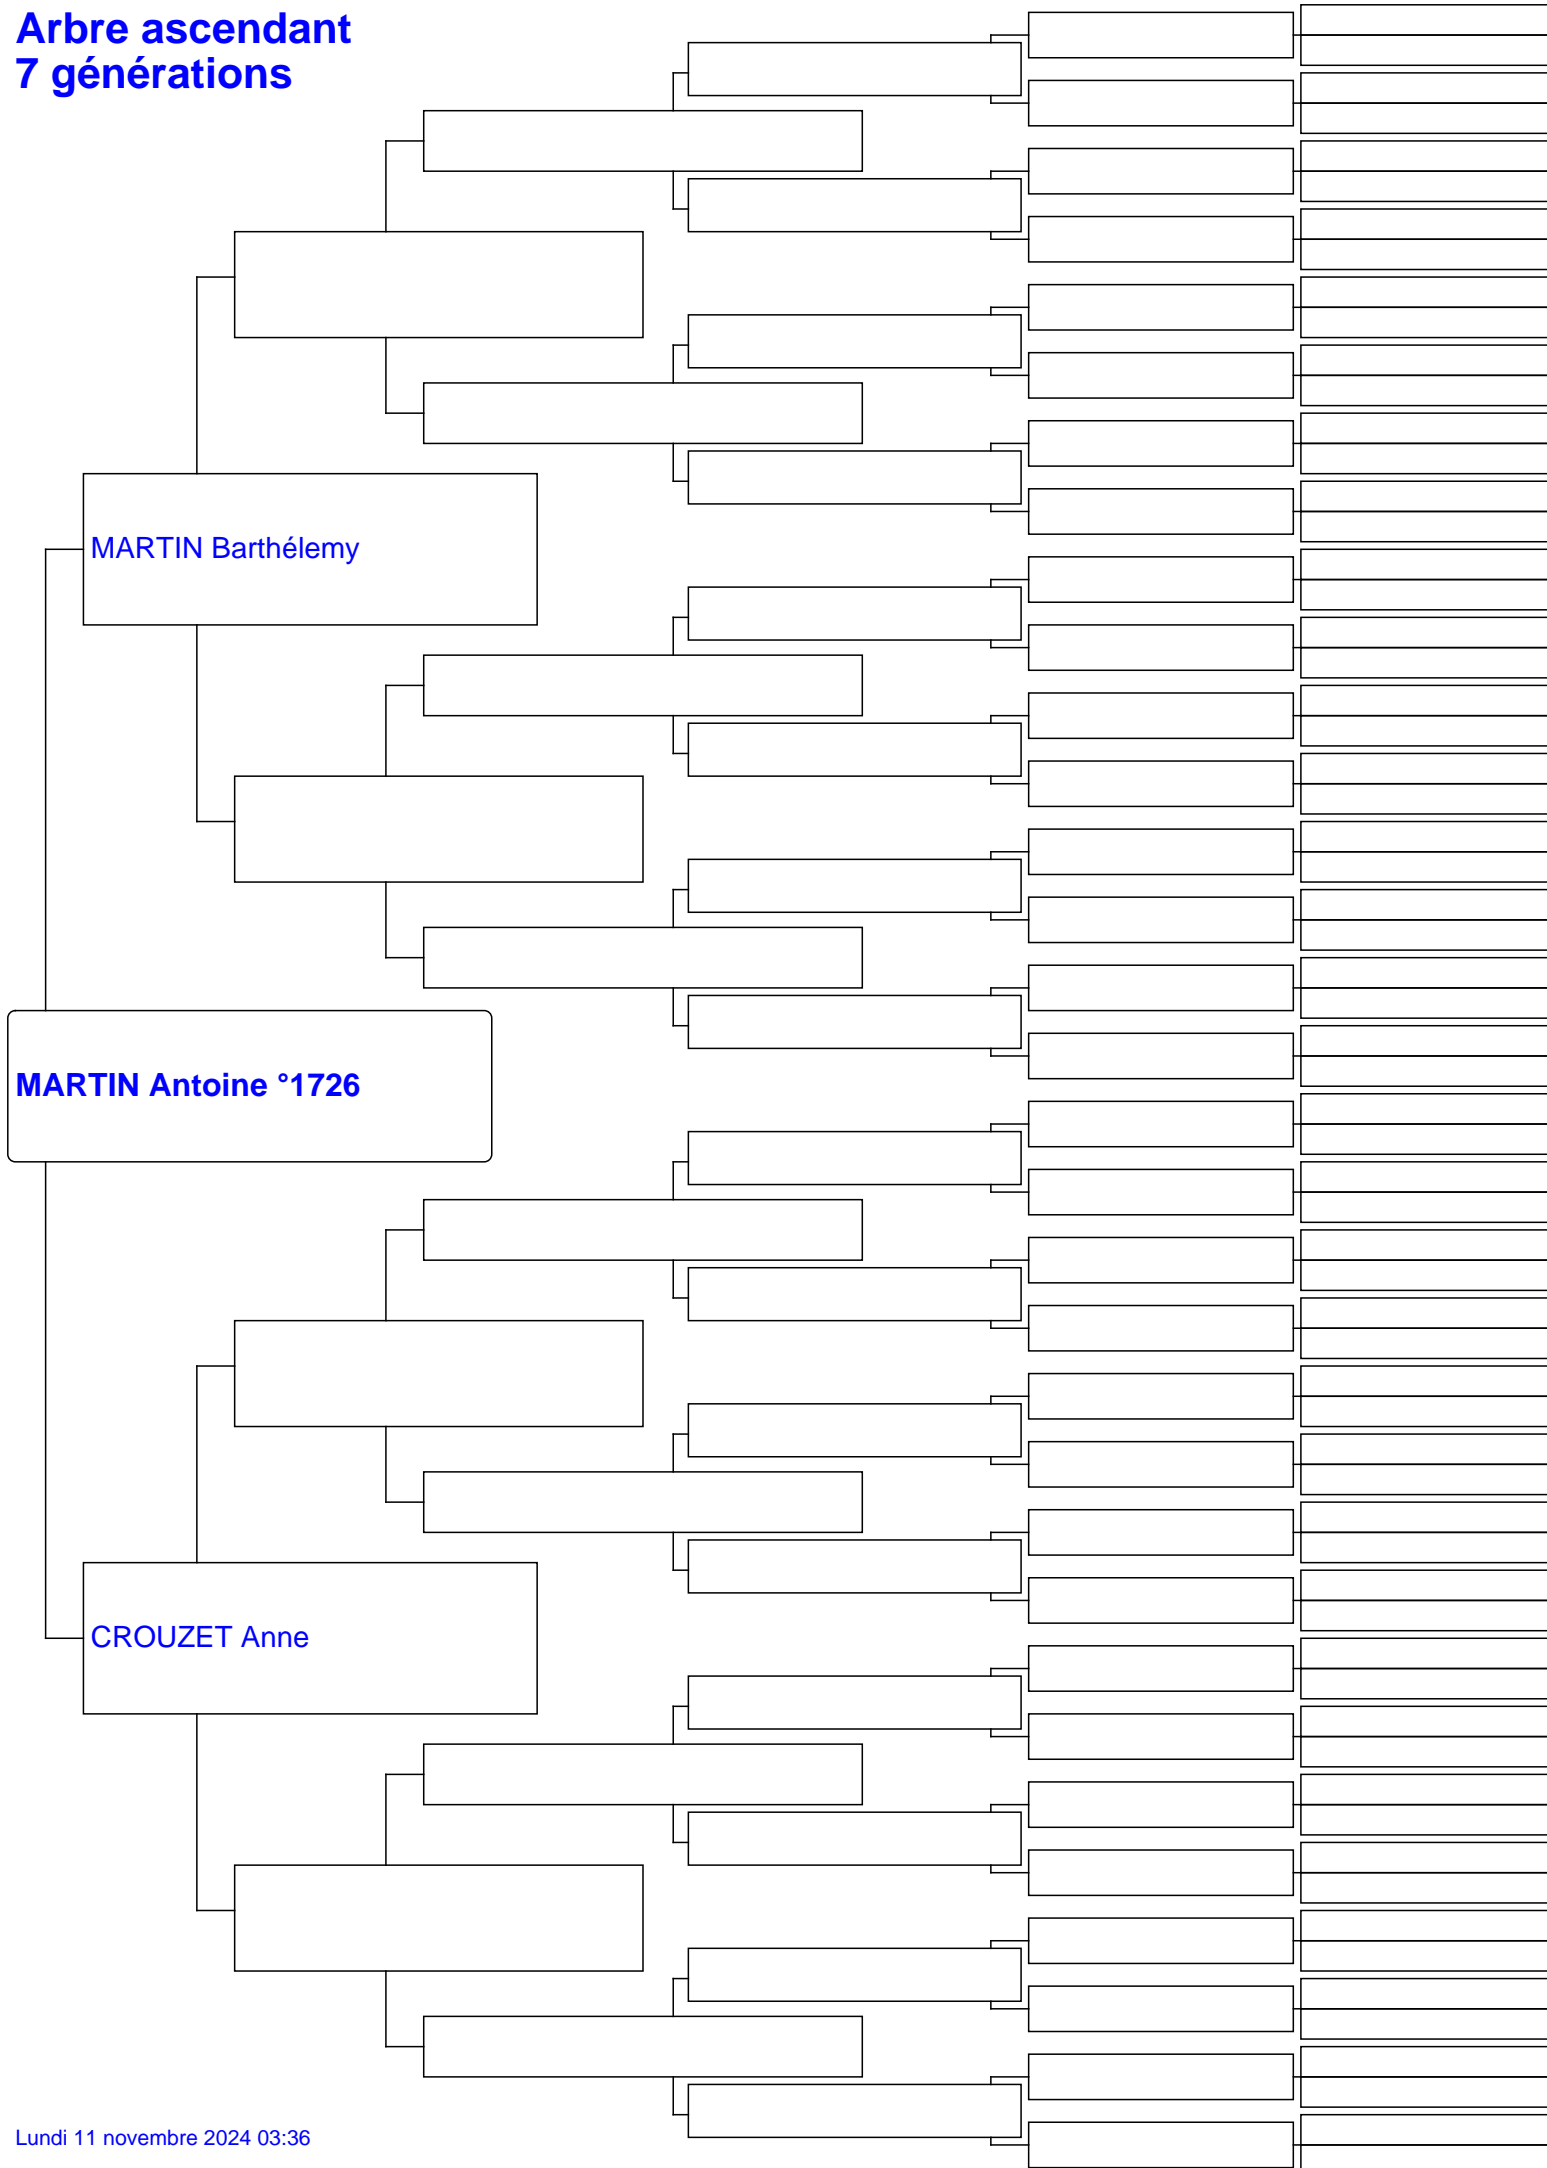 Arbre ascendant
7 générations
MARTIN Barthélemy
MARTIN Antoine °1726
CROUZET Anne
Lundi 11 novembre 2024 03:36